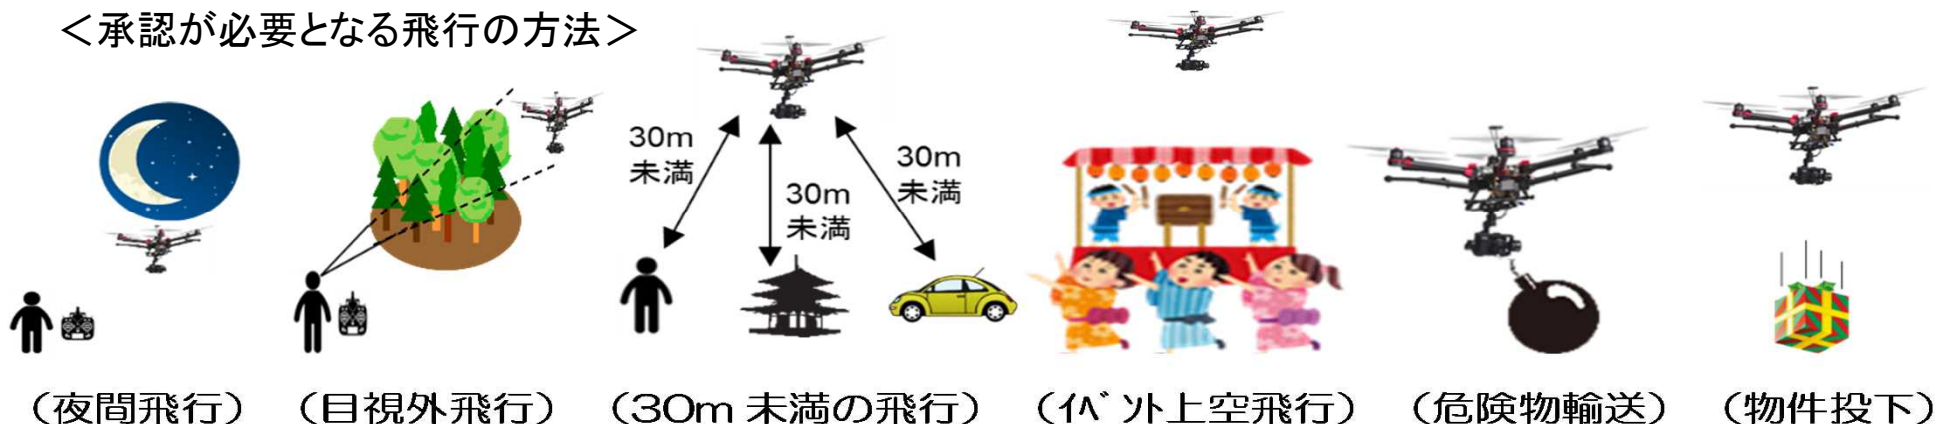 ＜承認が必要となる飛行の方法＞
30m
未満
30m
未満
30m
未満
（夜間飛行）
（目視外飛行）
（30m 未満の飛行）
（ｲﾍﾞﾝﾄ上空飛行）
（危険物輸送）
（物件投下）